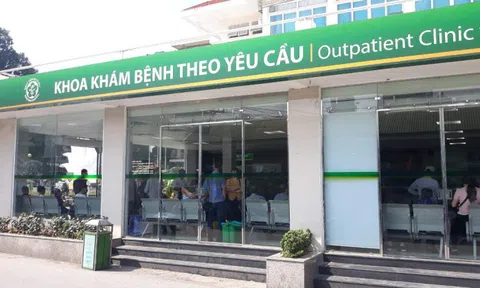 KHOA KHÁM BỆNH THEO YÊU CẦU | Outpatient Clinic